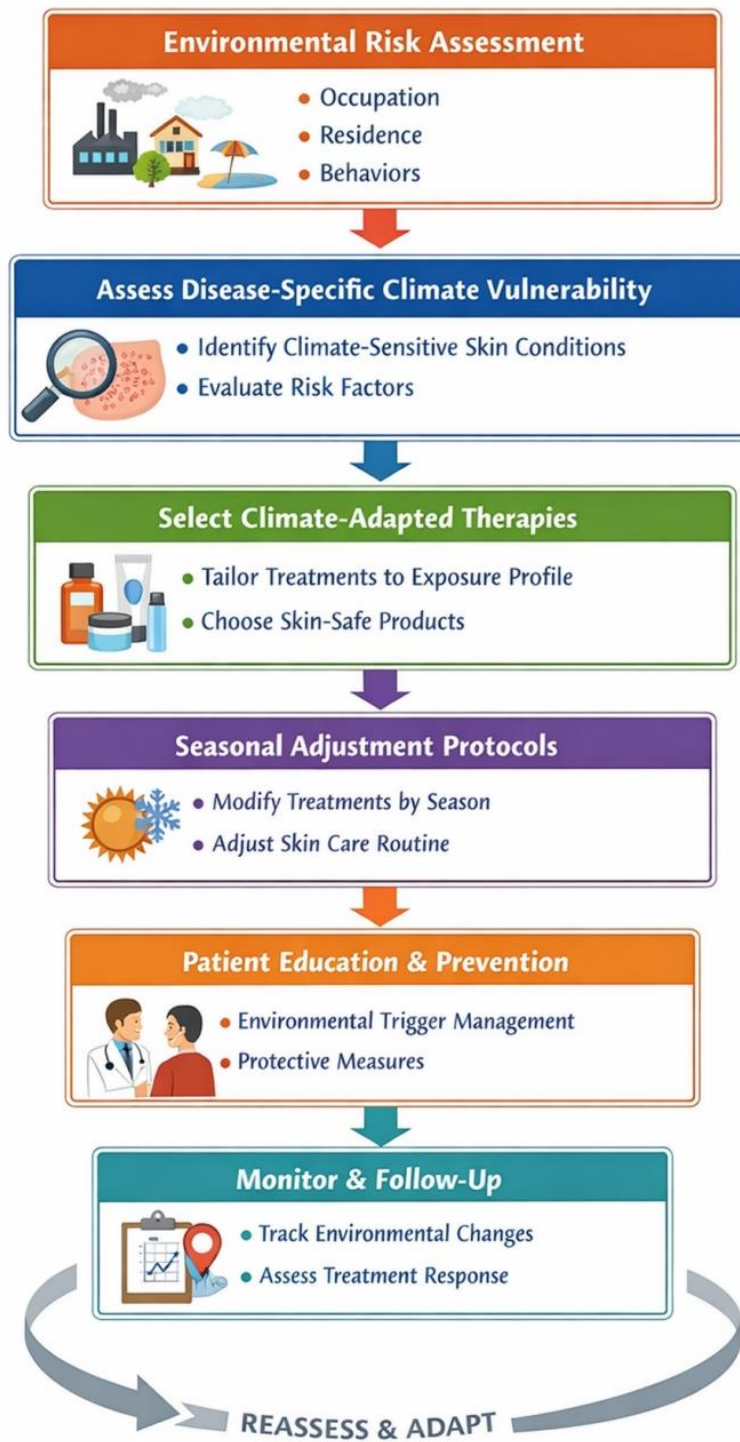 Environmental Risk Assessment
• Occupation
• Residence
• Behaviors
Assess Disease-Specific Climate Vulnerability
• Identify Climate-Sensitive Skin Conditions
• Evaluate Risk Factors
Select Climate-Adapted Therapies
• Tailor Treatments to Exposure Profile
• Choose Skin-Safe Products
Seasonal Adjustment Protocols
• Modify Treatments by Season
• Adjust Skin Care Routine
Patient Education & Prevention
• Environmental Trigger Management
• Protective Measures
Monitor & Follow-Up
• Track Environmental Changes
• Assess Treatment Response
REASSESS & ADAPT